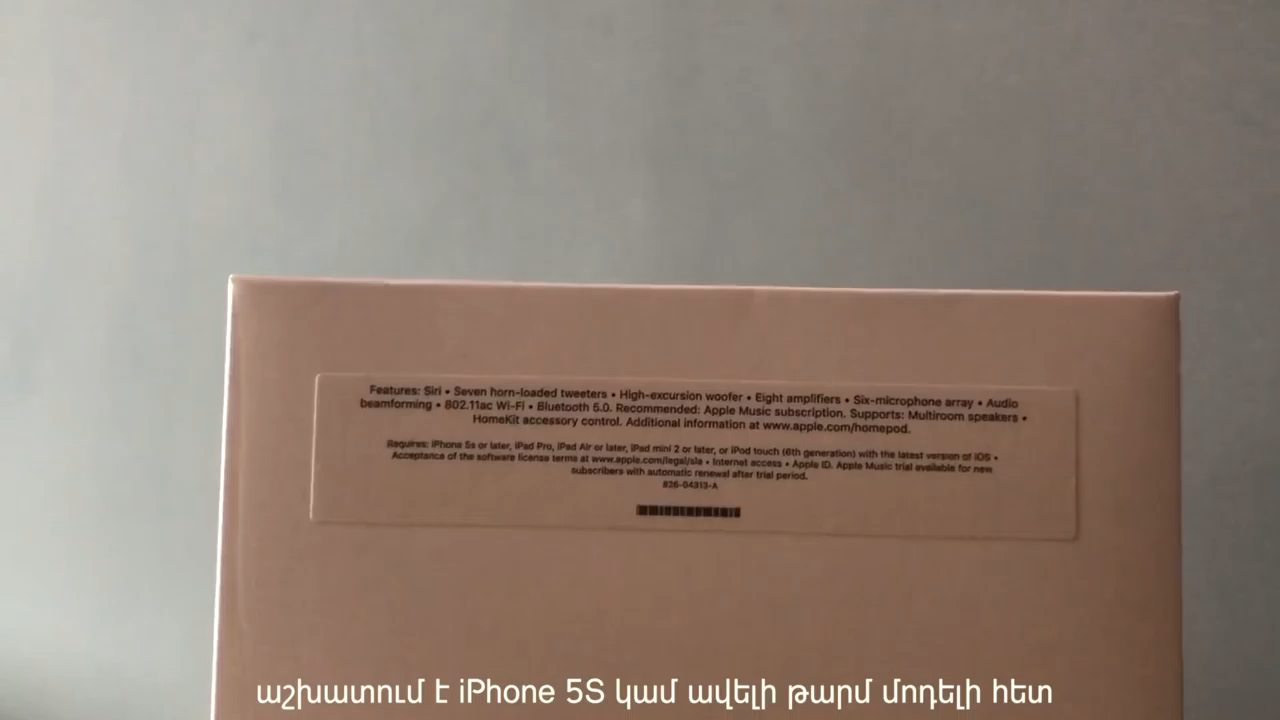 Features: Siri • Seven horn-loaded tweeters • High-excursion woofer • Eight amplifiers • Six-microphone array • Audio
beamforming • 802.11ac Wi-Fi • Bluetooth 5.0. Recommended: Apple Music subscription. Supports: Multiroom speakers •
HomeKit accessory control. Additional information at www.apple.com/homepod.
Requires: iPhone 5s or later, iPad Pro, iPad Air or later, iPad mini 2 or later, or iPod touch (6th generation) with the latest version of iOS •
Acceptance of the software license terms at www.apple.com/legal/sla • Internet access • Apple ID. Apple Music trial available for new
subscribers with automatic renewal after trial period.
826-04313-A
աշխատում է iPhone 5S կամ ավելի թարմ մոդելի հետ